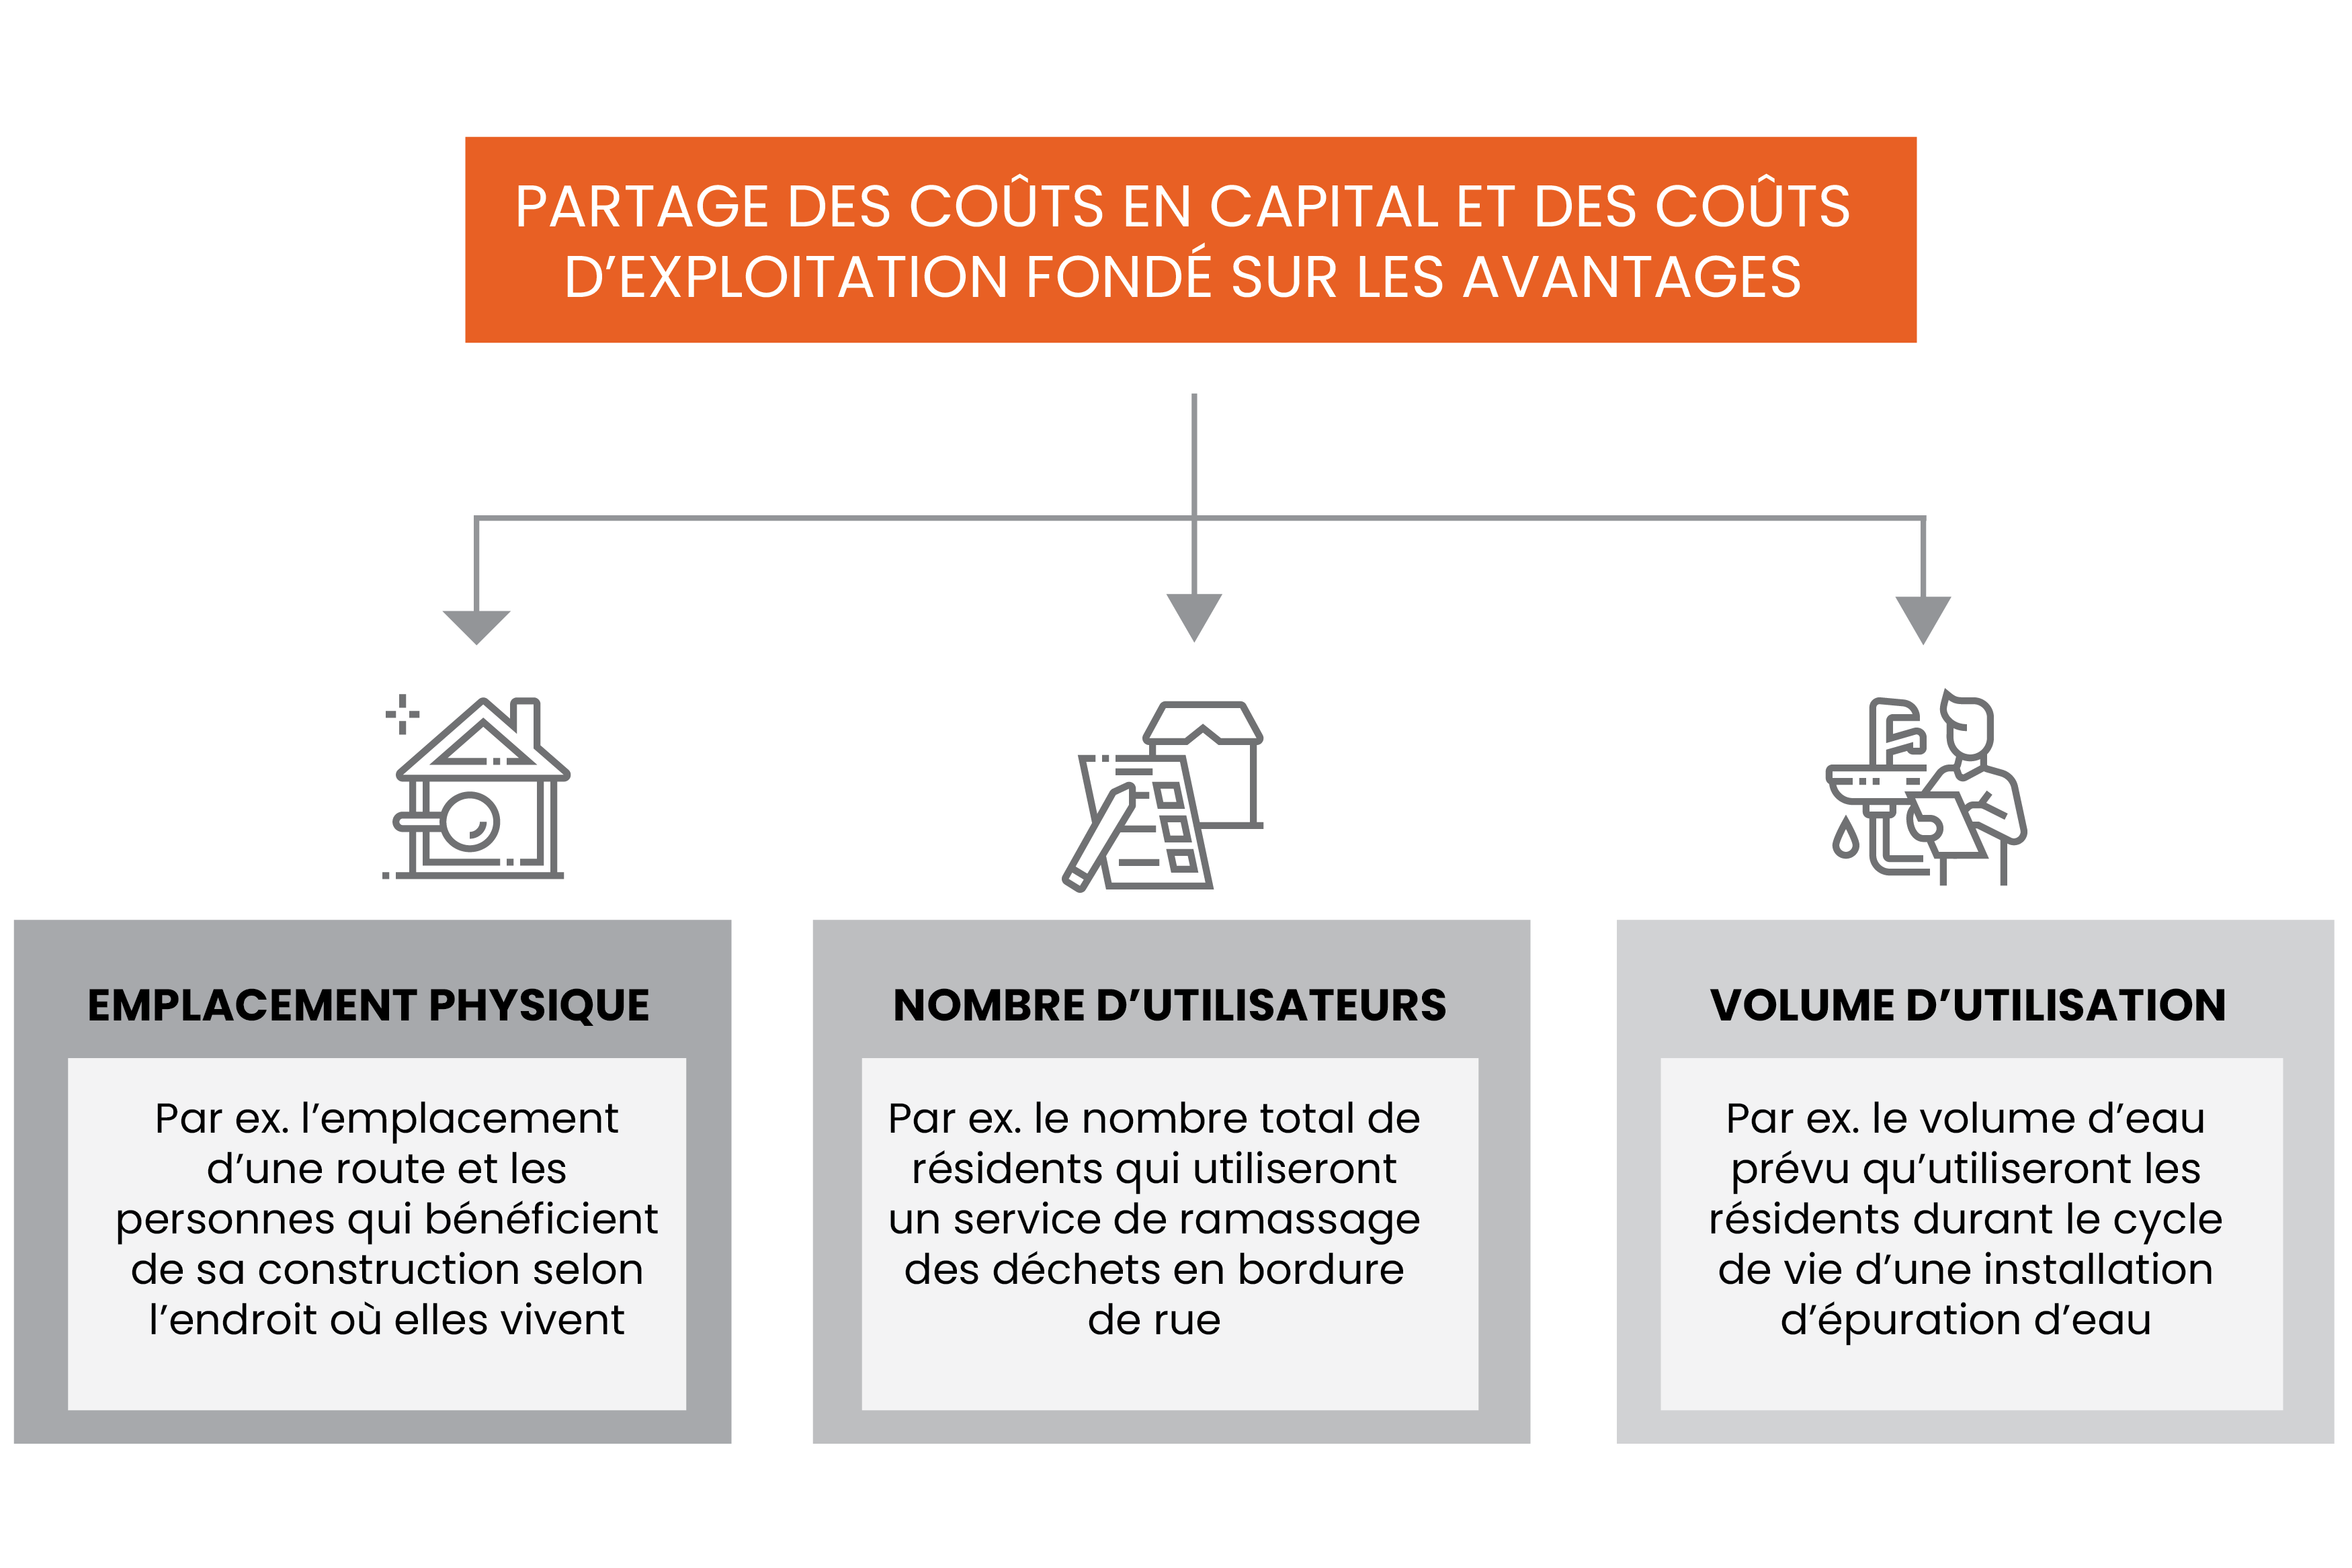 PARTAGE DES COÛTS EN CAPITAL ET DES COÛTS
D’EXPLOITATION FONDÉ SUR LES AVANTAGES
EMPLACEMENT PHYSIQUE
Par ex. l’emplacement
d’une route et les
personnes qui bénéficient
de sa construction selon
l’endroit où elles vivent
NOMBRE D’UTILISATEURS
Par ex. le nombre total de
résidents qui utiliseront
un service de ramassage
des déchets en bordure
de rue
VOLUME D’UTILISATION
Par ex. le volume d’eau
prévu qu’utiliseront les
résidents durant le cycle
de vie d’une installation
d’épuration d’eau